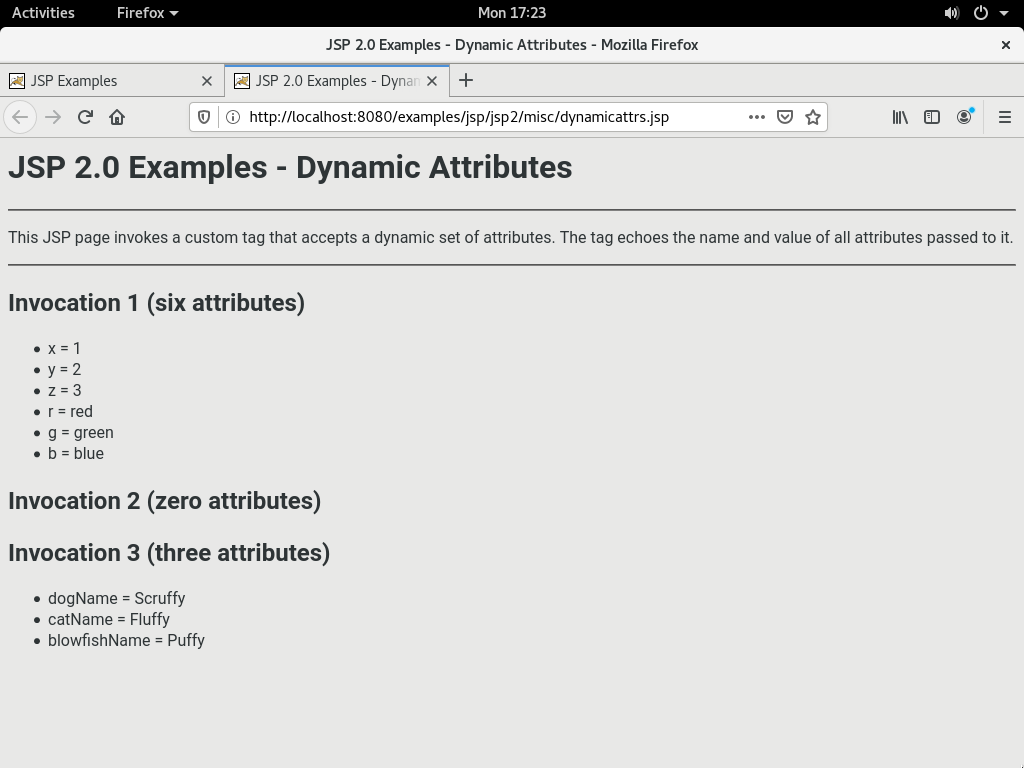 Activities Firefox Mon 17:23
JSP 2.0 Examples - Dynamic Attributes - Mozilla Firefox
JSP Examples JSP 2.0 Examples - Dynan
http://localhost:8080/examples/jsp/jsp2/misc/dynamicattrs.jsp
JSP 2.0 Examples - Dynamic Attributes
This JSP page invokes a custom tag that accepts a dynamic set of attributes. The tag echoes the name and value of all attributes passed to it.
Invocation 1 (six attributes)
• x = 1
• y = 2
• z = 3
• r = red
• g = green
• b = blue
Invocation 2 (zero attributes)
Invocation 3 (three attributes)
• dogName = Scruffy
• catName = Fluffy
• blowfishName = Puffy